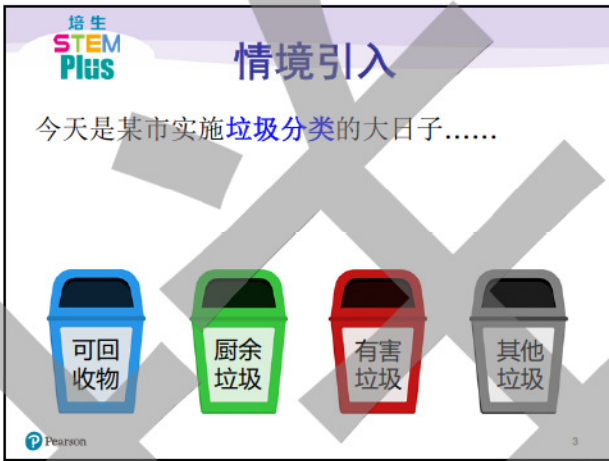 培生
STEM
Plus
情境引入
今天是某市实施垃圾分类的大日子......
可回
收物
厨余
垃圾
有害
垃圾
其他
垃圾
Pearson
3